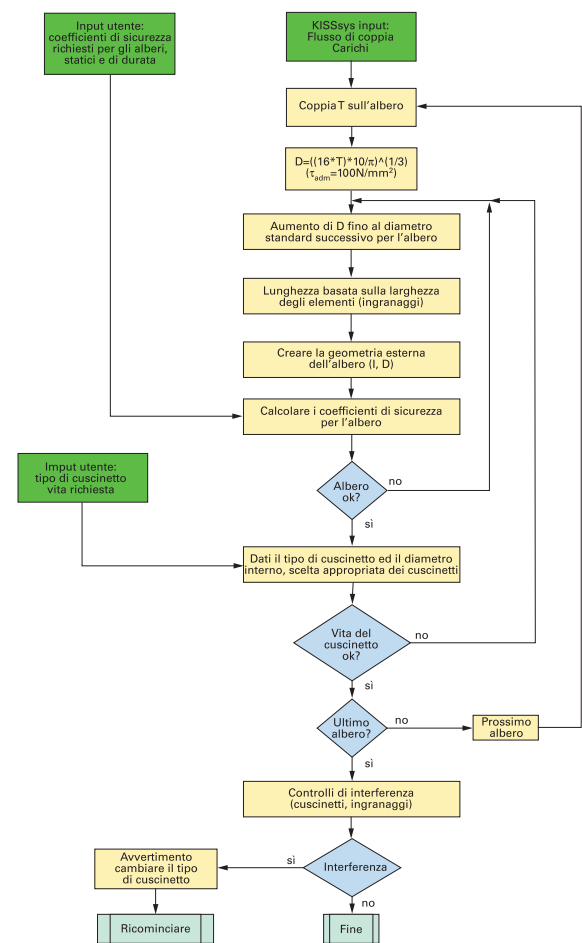 Input utente:
coefficienti di sicurezza
richiesti per gli alberi,
statici e di durata
KISSsys input:
Flusso di coppia
Carichi
Coppia T sull'albero
D=((16*T)*10/π)^(1/3)
(τadm=100N/mm²)
Aumento di D fino al diametro
standard successivo per l'albero
Lunghezza basata sulla larghezza
degli elementi (ingranaggi)
Creare la geometria esterna
dell'albero (I, D)
Calcolare i coefficienti di sicurezza
per l'albero
Imput utente:
tipo di cuscinetto
vita richiesta
Albero
ok?
no
sì
Dati il tipo di cuscinetto ed il diametro
interno, scelta appropriata dei cuscinetti
Vita del
cuscinetto
ok?
no
sì
Ultimo
albero?
no
Prossimo
albero
sì
Controlli di interferenza
(cuscinetti, ingranaggi)
Interferenza
sì
Avvertimento
cambiare il tipo
di cuscinetto
no
Ricominciare
Fine